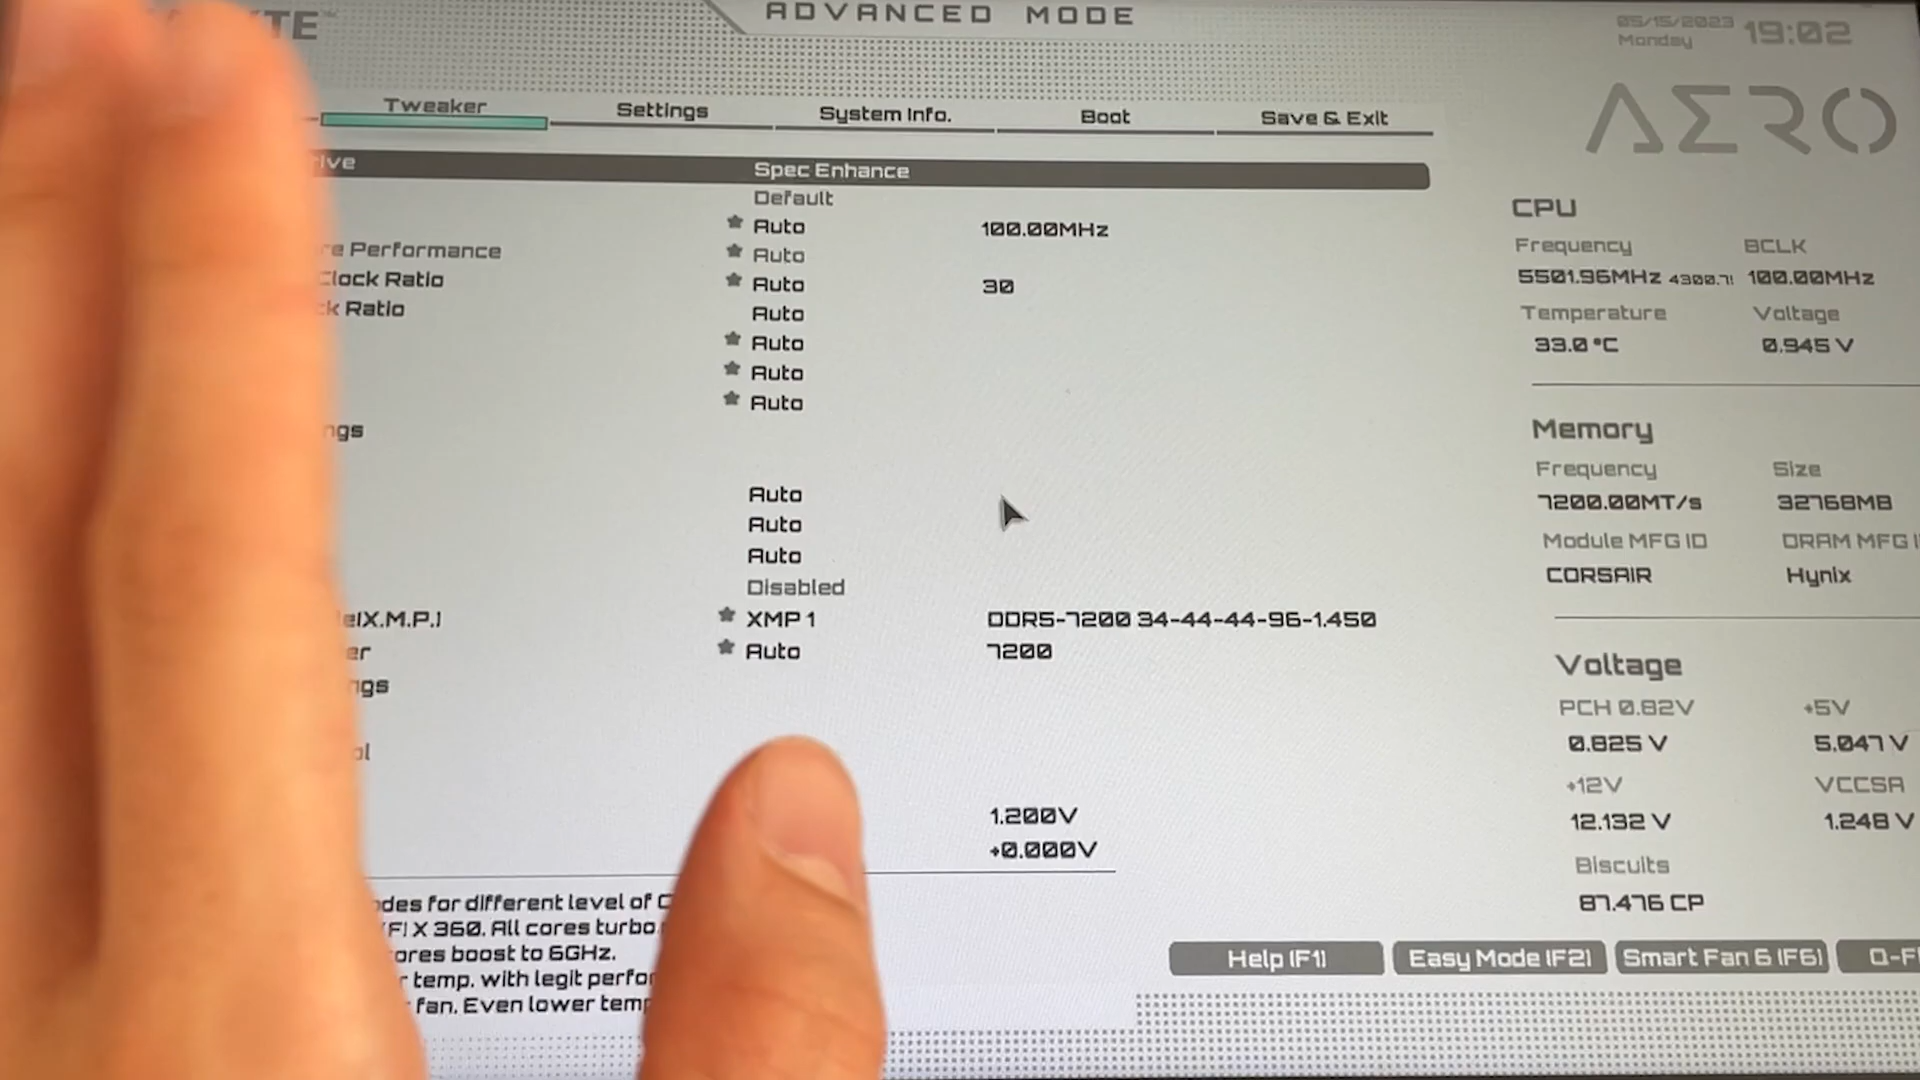 ADVANCED MODE
05/15/2023
Monday
19:02
AERO
Tweaker
Settings
System Info.
Boot
Save & Exit
Spec Enhance
Default
Auto 100.00MHz
Performance
Auto
Clock Ratio
Auto 30
Ratio
Auto
Auto
Auto
Auto
Auto
Auto
Auto
Disabled
XMP 1 DDR5-7200 34-44-44-96-1.450
Auto 7200
1.200V
+0.000V
for different level of
X 360. All cores turbo
boost to 6GHz.
temp. with legit
fan. Even lower
CPU
Frequency BCLK
5501.96MHz 100.00MHz
Temperature Voltage
33.0 °C 0.945 V
Memory
Frequency Size
7200.00MT/s 32768MB
Module MFG ID DRAM MFG
CORSAIR Hynix
Voltage
PCH 0.82V +5V
0.825 V 5.047 V
+12V VCCSA
12.132 V 1.248 V
Biscuits
87.476 CP
Help (F1)
Easy Mode (F2)
Smart Fan 6 (F6)